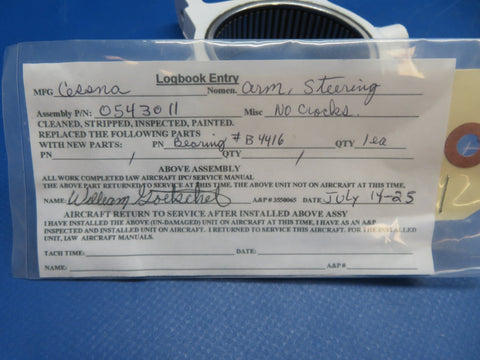 Logbook Entry
MFG Cessna Nomen. Arm, Steering
Assembly P/N: 0543011 Misc No Cracks.
CLEANED, STRIPPED, INSPECTED, PAINTED.
REPLACED THE FOLLOWING PARTS
WITH NEW PARTS: PN Bearing #B4416 QTY 1ea
PN / QTY /
ABOVE ASSEMBLY
ALL WORK COMPLETED IAW AIRCRAFT IPC/ SERVICE MANUAL
THE ABOVE PART RETURNED TO SERVICE AT THIS TIME, THE ABOVE UNIT NOT ON AIRCRAFT AT THIS TIME,
NAME: William Goetschel A&P # 3550065 DATE: July 14-25
AIRCRAFT RETURN TO SERVICE AFTER INSTALLED ABOVE ASSY
I HAVE INSTALLED THE ABOVE (UN-DAMAGED) UNIT ON AIRCRAFT AT THIS TIME. I HAVE AS AN A&P
INSPECTED AND INSTALLED UNIT ON AIRCRAFT. I RETURNED TO SERVICE THIS AIRCRAFT. FOR THE INSTALLED
UNIT, IAW AIRCRAFT MANUALS.
TACH TIME: DATE:
NAME: A&P #